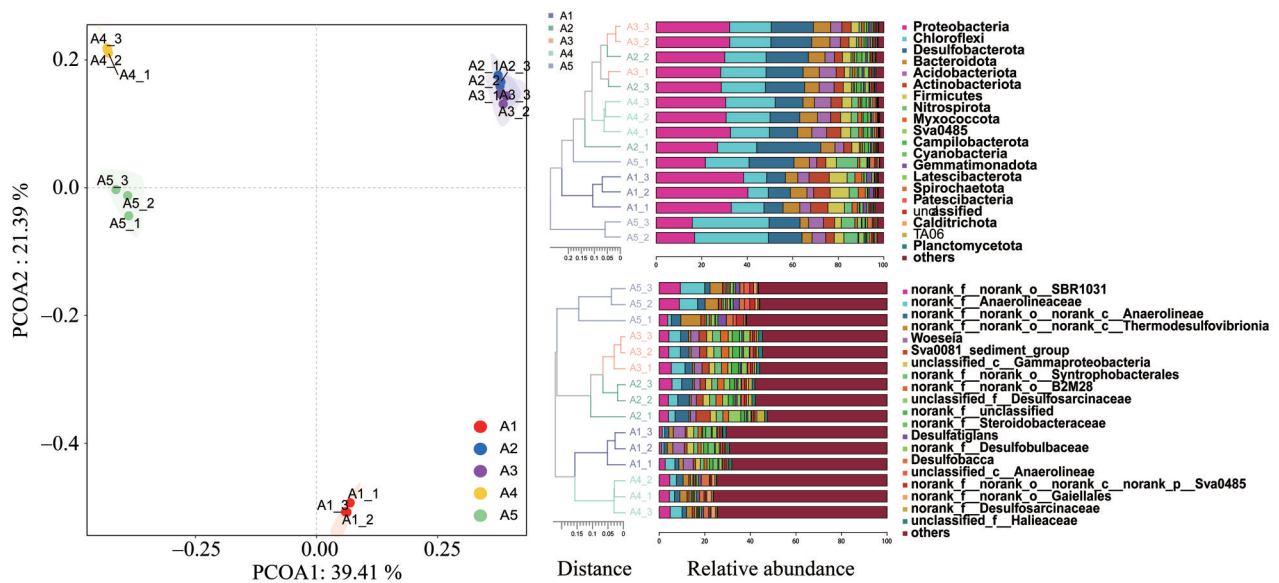 PCOA2 : 21.39 %
0.2
0.0
−0.2
−0.4
A4_3
A4_2
A4_1
A2_1
A2_3
A2_2
A3_1
A3_3
A3_2
A5_3
A5_2
A5_1
A1_1
A1_3
A1_2
A1
A2
A3
A4
A5
−0.25
0.00
0.25
PCOA1: 39.41 %
A1
A2
A3
A4
A5
A3_3
A3_2
A2_2
A3_1
A2_3
A4_3
A4_2
A4_1
A2_1
A5_1
A1_3
A1_2
A1_1
A5_3
A5_2
0.2 0.15 0.1 0.05 0
0 20 40 60 80 100
Proteobacteria
Chloroflexi
Desulfobacterota
Bacteroidota
Acidobacteriota
Actinobacteriota
Firmicutes
Nitrospirota
Myxococcota
Sva0485
Campilobacterota
Cyanobacteria
Gemmatimonadota
Latescibacterota
Spirochaetota
Patescibacteria
unclassified
Calditrichota
TA06
Planctomycetota
others
A5_3
A5_2
A5_1
A3_3
A3_2
A3_1
A2_3
A2_2
A2_1
A1_3
A1_2
A1_1
A4_2
A4_1
A4_3
0.15 0.1 0.05 0
0 20 40 60 80 100
norank_f__norank_o__SBR1031
norank_f__Anaerolineaceae
norank_f__norank_o__norank_c__Anaerolineae
norank_f__norank_o__norank_c__Thermodesulfovibrionia
Woeseia
Sva0081_sediment_group
unclassified_c__Gammaproteobacteria
norank_f__norank_o__Syntrophobacterales
norank_f__norank_o__B2M28
unclassified_f__Desulfosarcinaceae
norank_f__unclassified
norank_f__Steroidobacteraceae
Desulfatiglans
norank_f__Desulfobulbaceae
Desulfobacca
unclassified_c__Anaerolineae
norank_f__norank_o__norank_c__norank_p__Sva0485
norank_f__norank_o__Gaiellales
norank_f__Desulfosarcinaceae
unclassified_f__Halieaceae
others
Distance
Relative abundance